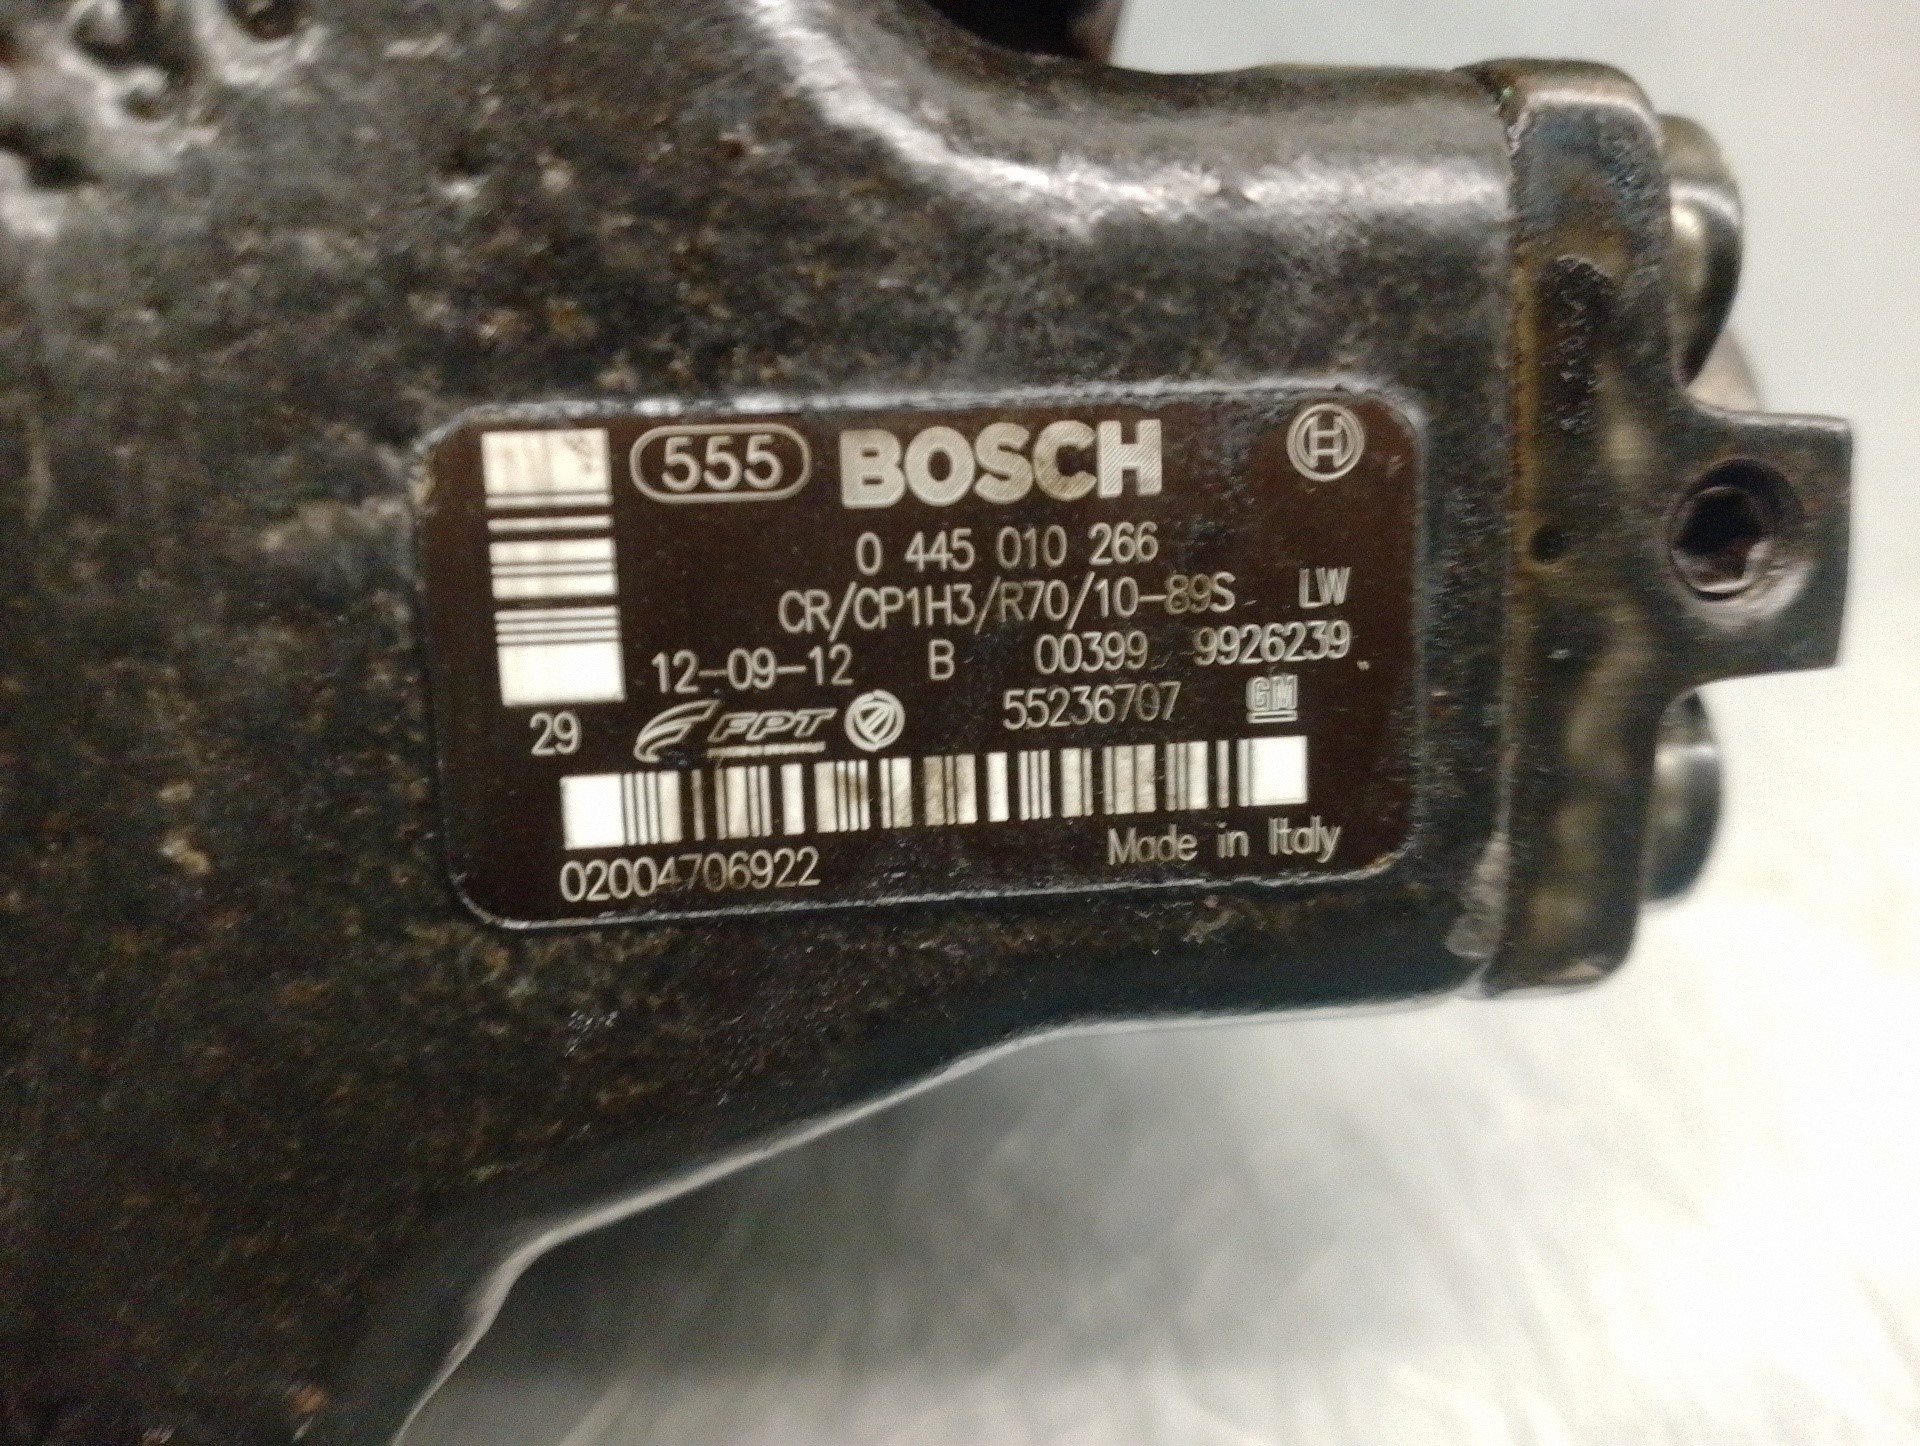 555 BOSCH
0 445 010 266
CR/CP1H3/R70/10-89S LW
12-09-12 B 00399 9926239
29 FPT 55236707 GM
02004706922 Made in Italy